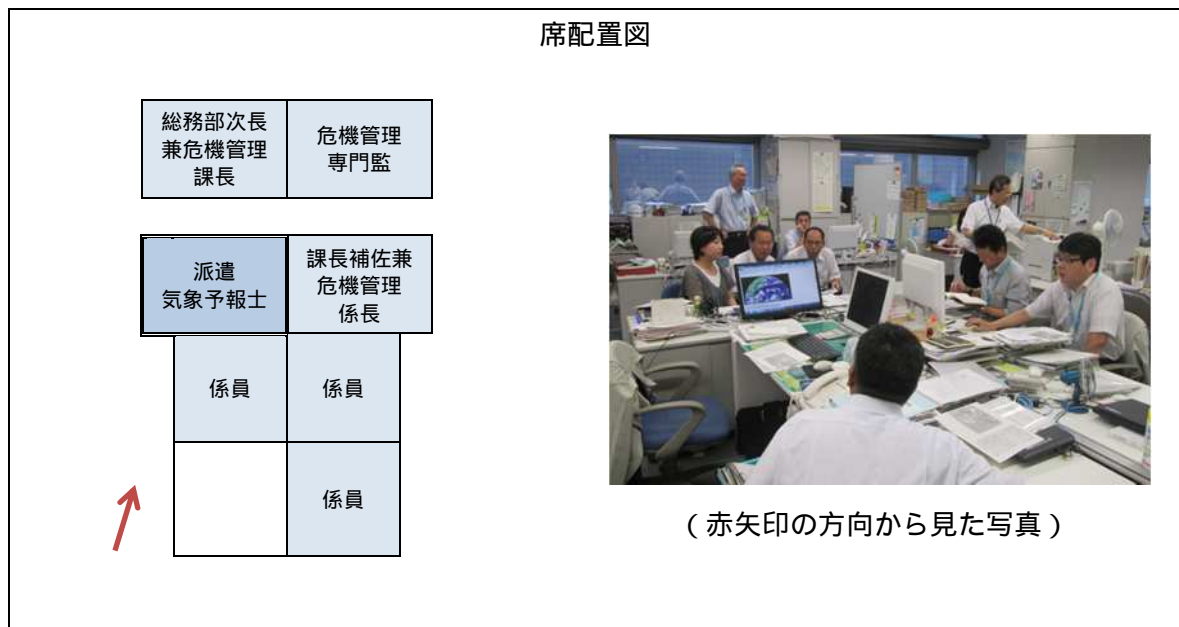 席配置図
総務部次長
兼危機管理
課長
危機管理
専門監
派遣
気象予報士
課長補佐兼
危機管理
係長
係員
係員
係員
（赤矢印の方向から見た写真）